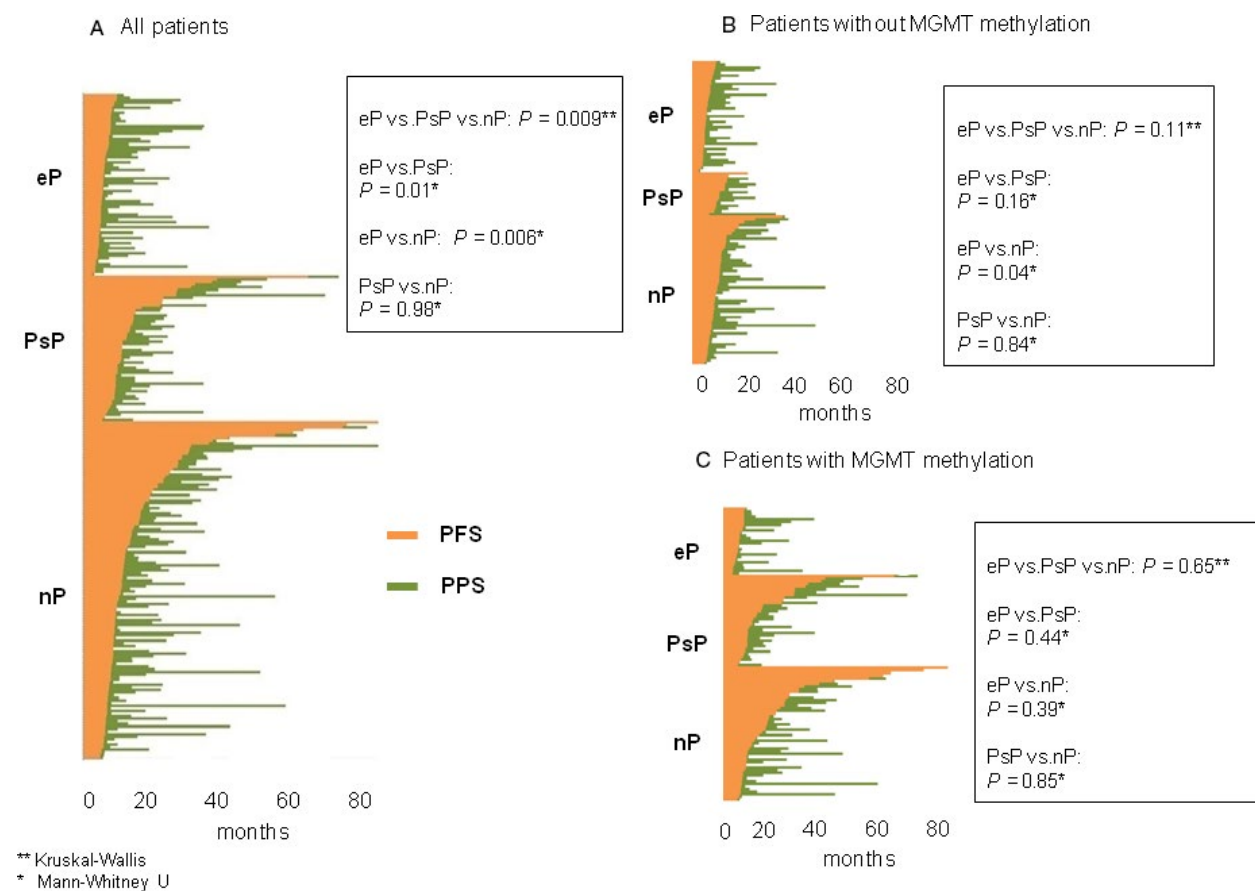 A All patients
eP
PsP
nP
eP vs.PsP vs.nP: P = 0.009**
eP vs.PsP:
P = 0.01*
eP vs.nP: P = 0.006*
PsP vs.nP:
P = 0.98*
PFS
PPS
0 20 40 60 80
months
** Kruskal-Wallis
* Mann-Whitney U
B Patients without MGMT methylation
eP
PsP
nP
eP vs.PsP vs.nP: P = 0.11**
eP vs.PsP:
P = 0.16*
eP vs.nP:
P = 0.04*
PsP vs.nP:
P = 0.84*
0 20 40 60 80
months
C Patients with MGMT methylation
eP
PsP
nP
eP vs.PsP vs.nP: P = 0.65**
eP vs.PsP:
P = 0.44*
eP vs.nP:
P = 0.39*
PsP vs.nP:
P = 0.85*
0 20 40 60 80
months